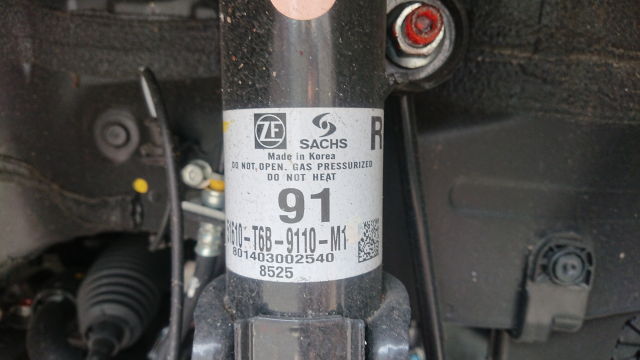 ZF SACHS R
Made in Korea
DO NOT, OPEN. GAS PRESSURIZED
DO NOT HEAT
91
51610-T6B-9110-M1
801403002540
8525